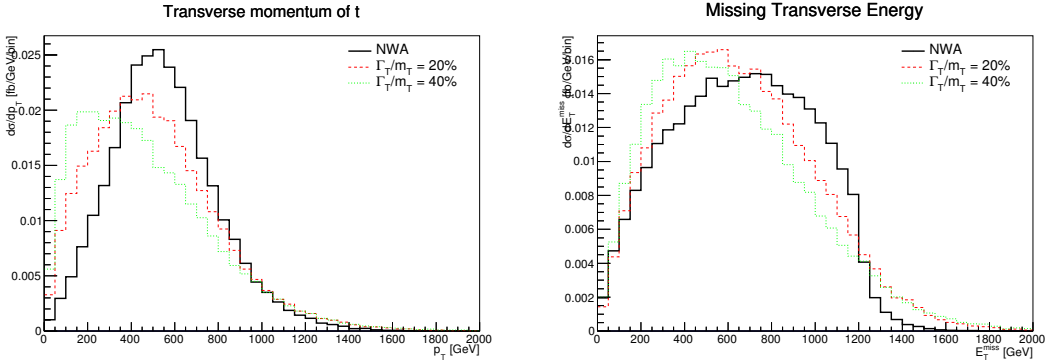 Transverse momentum of t
dσ/dp_T [fb/GeV/bin]
NWA
Γ_T/m_T = 20%
Γ_T/m_T = 40%
0.025
0.02
0.015
0.01
0.005
0
0 200 400 600 800 1000 1200 1400 1600 1800 2000
p_T [GeV]
Missing Transverse Energy
dσ/dE_T^miss [fb/GeV/bin]
NWA
Γ_T/m_T = 20%
Γ_T/m_T = 40%
0.016
0.014
0.012
0.01
0.008
0.006
0.004
0.002
0
0 200 400 600 800 1000 1200 1400 1600 1800 2000
E_T^miss [GeV]